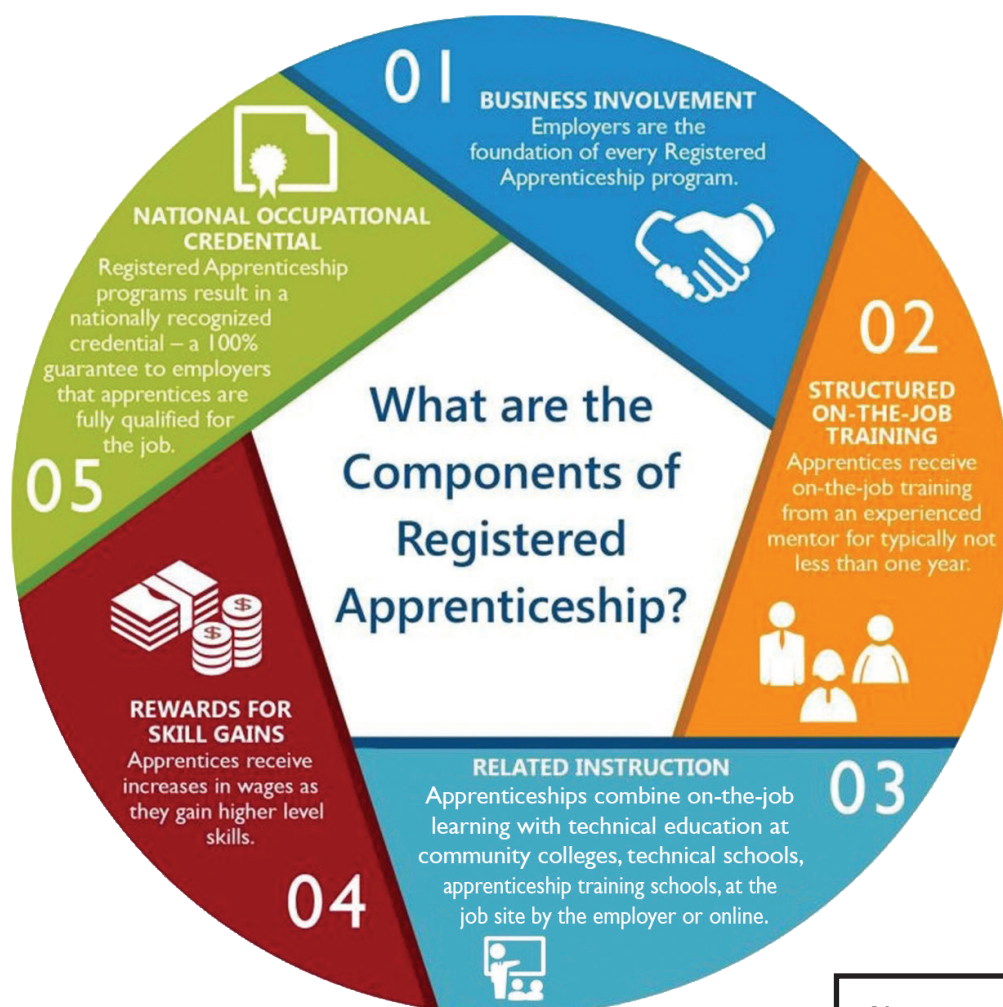 What are the
Components of
Registered
Apprenticeship?
01
BUSINESS INVOLVEMENT
Employers are the
foundation of every Registered
Apprenticeship program.
02
STRUCTURED
ON-THE-JOB
TRAINING
Apprentices receive
on-the-job training
from an experienced
mentor for typically not
less than one year.
03
RELATED INSTRUCTION
Apprenticeships combine on-the-job
learning with technical education at
community colleges, technical schools,
apprenticeship training schools, at the
job site by the employer or online.
04
REWARDS FOR
SKILL GAINS
Apprentices receive
increases in wages as
they gain higher level
skills.
$
$
05
NATIONAL OCCUPATIONAL
CREDENTIAL
Registered Apprenticeship
programs result in a
nationally recognized
credential – a 100%
guarantee to employers
that apprentices are
fully qualified for
the job.